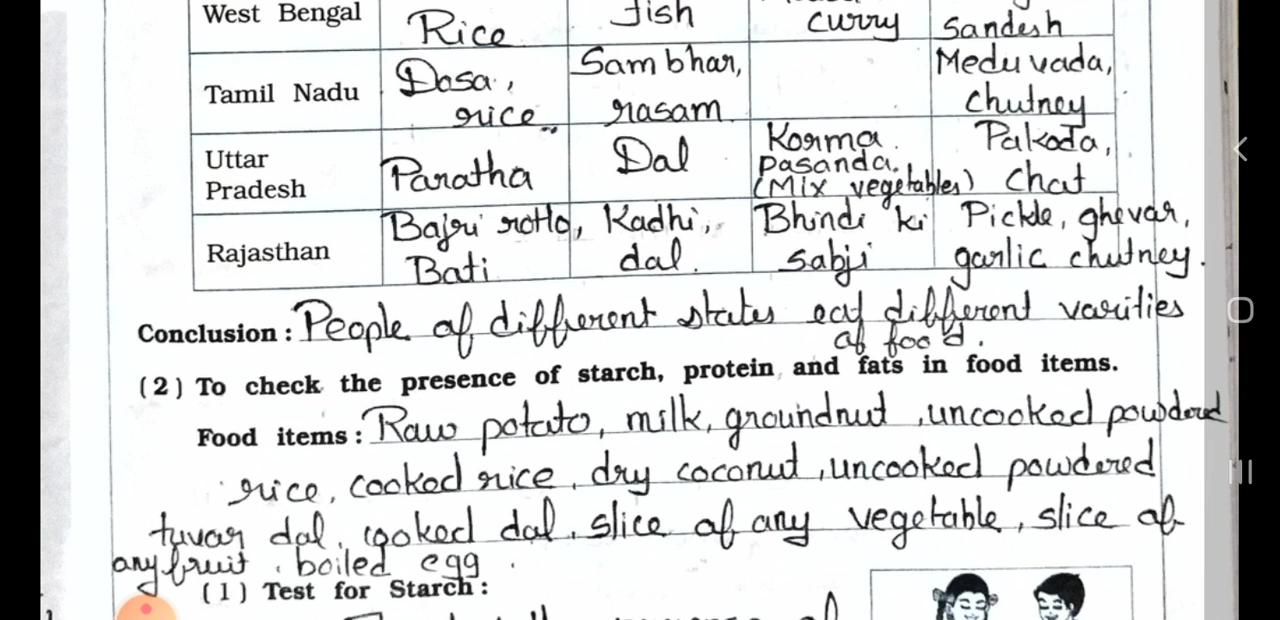 West Bengal Rice fish curry Sandesh
Tamil Nadu Dosa, rice Sambhar, rasam Meduvada, chutney
Uttar Pradesh Paratha Dal Korma pasanda. (Mix vegetables) Pakoda, Chat
Rajasthan Bajri rotlo, Bati Kadhi, dal. Bhindi ki sabji Pickle, ghevar, garlic chutney.
Conclusion : People of different states eat different varities
of food.
(2) To check the presence of starch, protein and fats in food items.
Food items : Raw potato, milk, groundnut, uncooked powdered
rice, cooked rice, dry coconut, uncooked powdered
tuvar dal, cooked dal, slice of any vegetable, slice of
any fruit, boiled egg.
(1) Test for Starch :